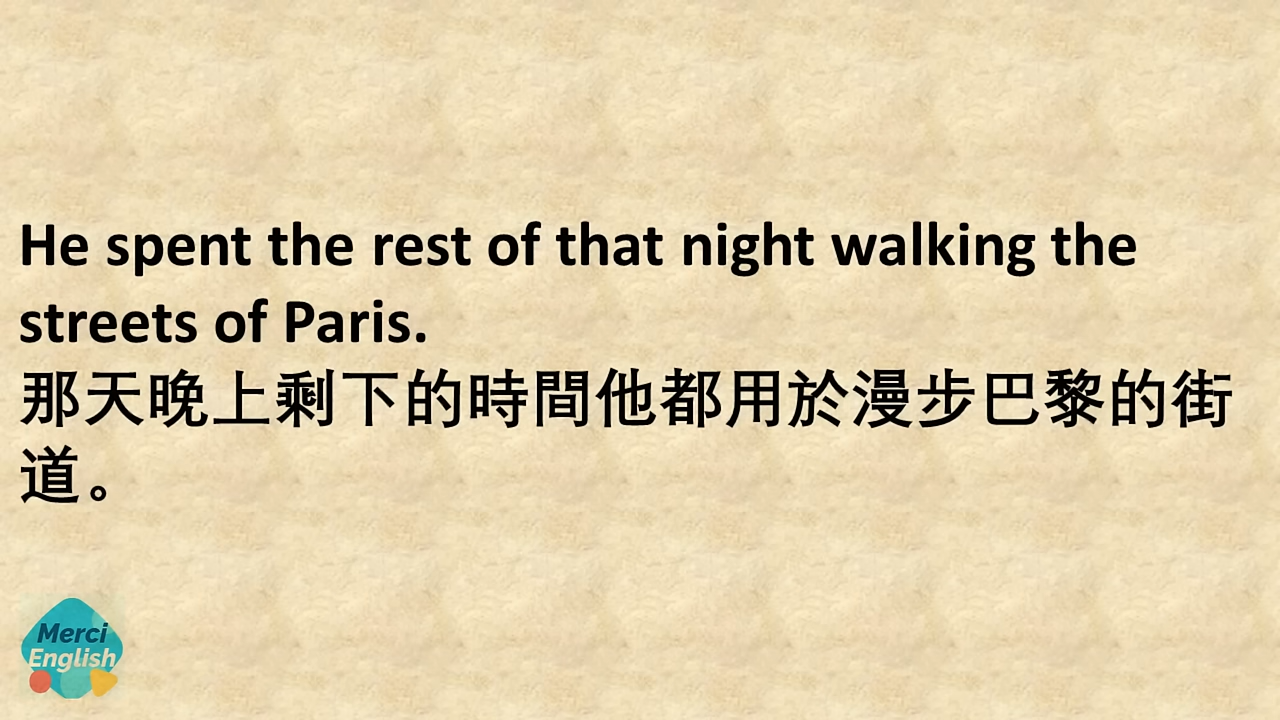 He spent the rest of that night walking the
streets of Paris.
那天晚上剩下的時間他都用於漫步巴黎的街
道。
Merci
English